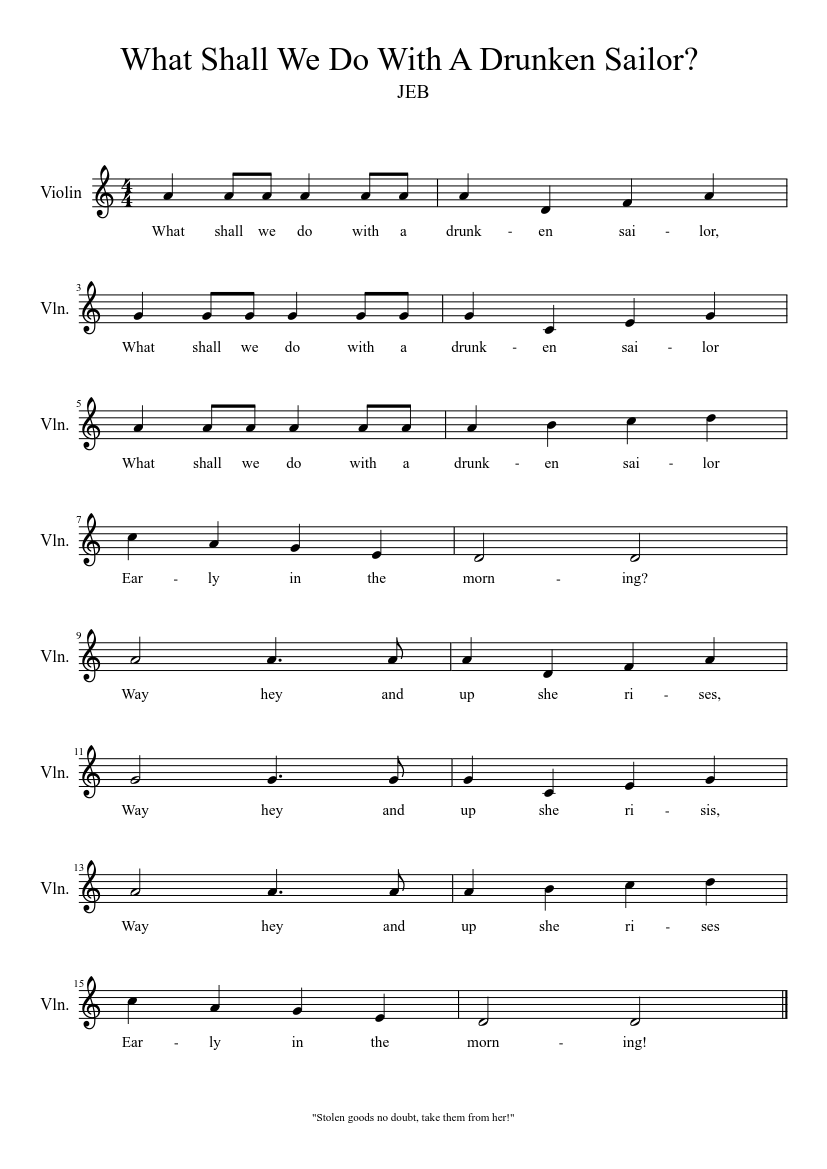 What Shall We Do With A Drunken Sailor?
JEB
Violin
4
4
What shall we do with a drunk - en sai - lor,
3
Vln.
What shall we do with a drunk - en sai - lor
5
Vln.
What shall we do with a drunk - en sai - lor
7
Vln.
Ear - ly in the morn - ing?
9
Vln.
Way hey and up she ri - ses,
11
Vln.
Way hey and up she ri - sis,
13
Vln.
Way hey and up she ri - ses
15
Vln.
Ear - ly in the morn - ing!
"Stolen goods no doubt, take them from her!"